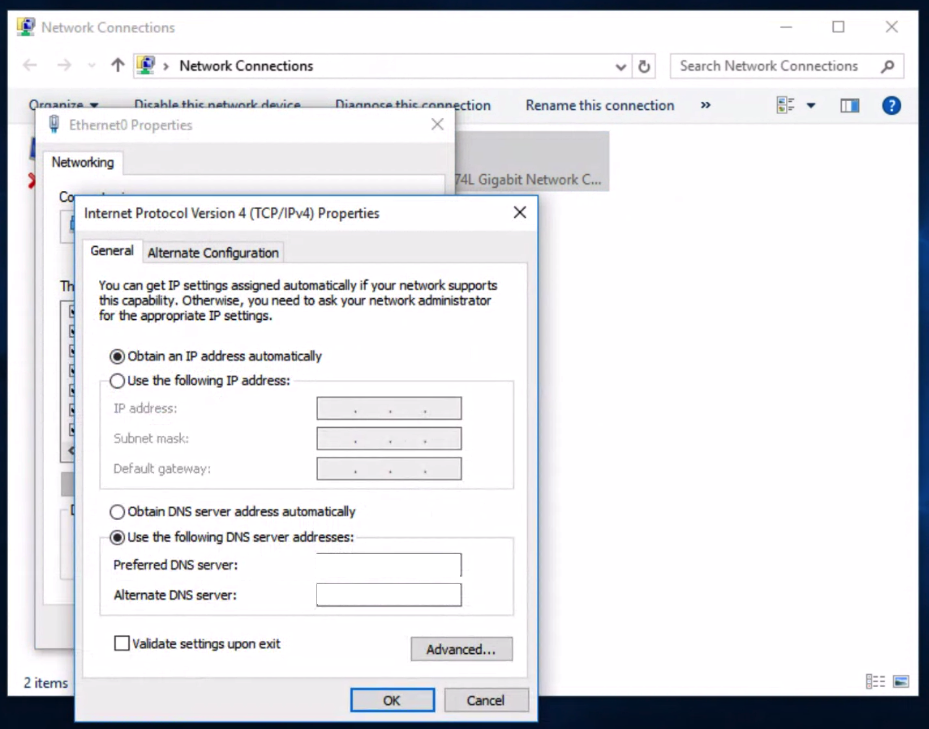 Network Connections
Network Connections
Search Network Connections
Organize
Disable this network device
Diagnose this connection
Rename this connection
»
Ethernet0 Properties
Networking
74L Gigabit Network C...
Internet Protocol Version 4 (TCP/IPv4) Properties
General
Alternate Configuration
You can get IP settings assigned automatically if your network supports
this capability. Otherwise, you need to ask your network administrator
for the appropriate IP settings.
Obtain an IP address automatically
Use the following IP address:
IP address:
Subnet mask:
Default gateway:
Obtain DNS server address automatically
Use the following DNS server addresses:
Preferred DNS server:
Alternate DNS server:
Validate settings upon exit
Advanced...
OK
Cancel
2 items